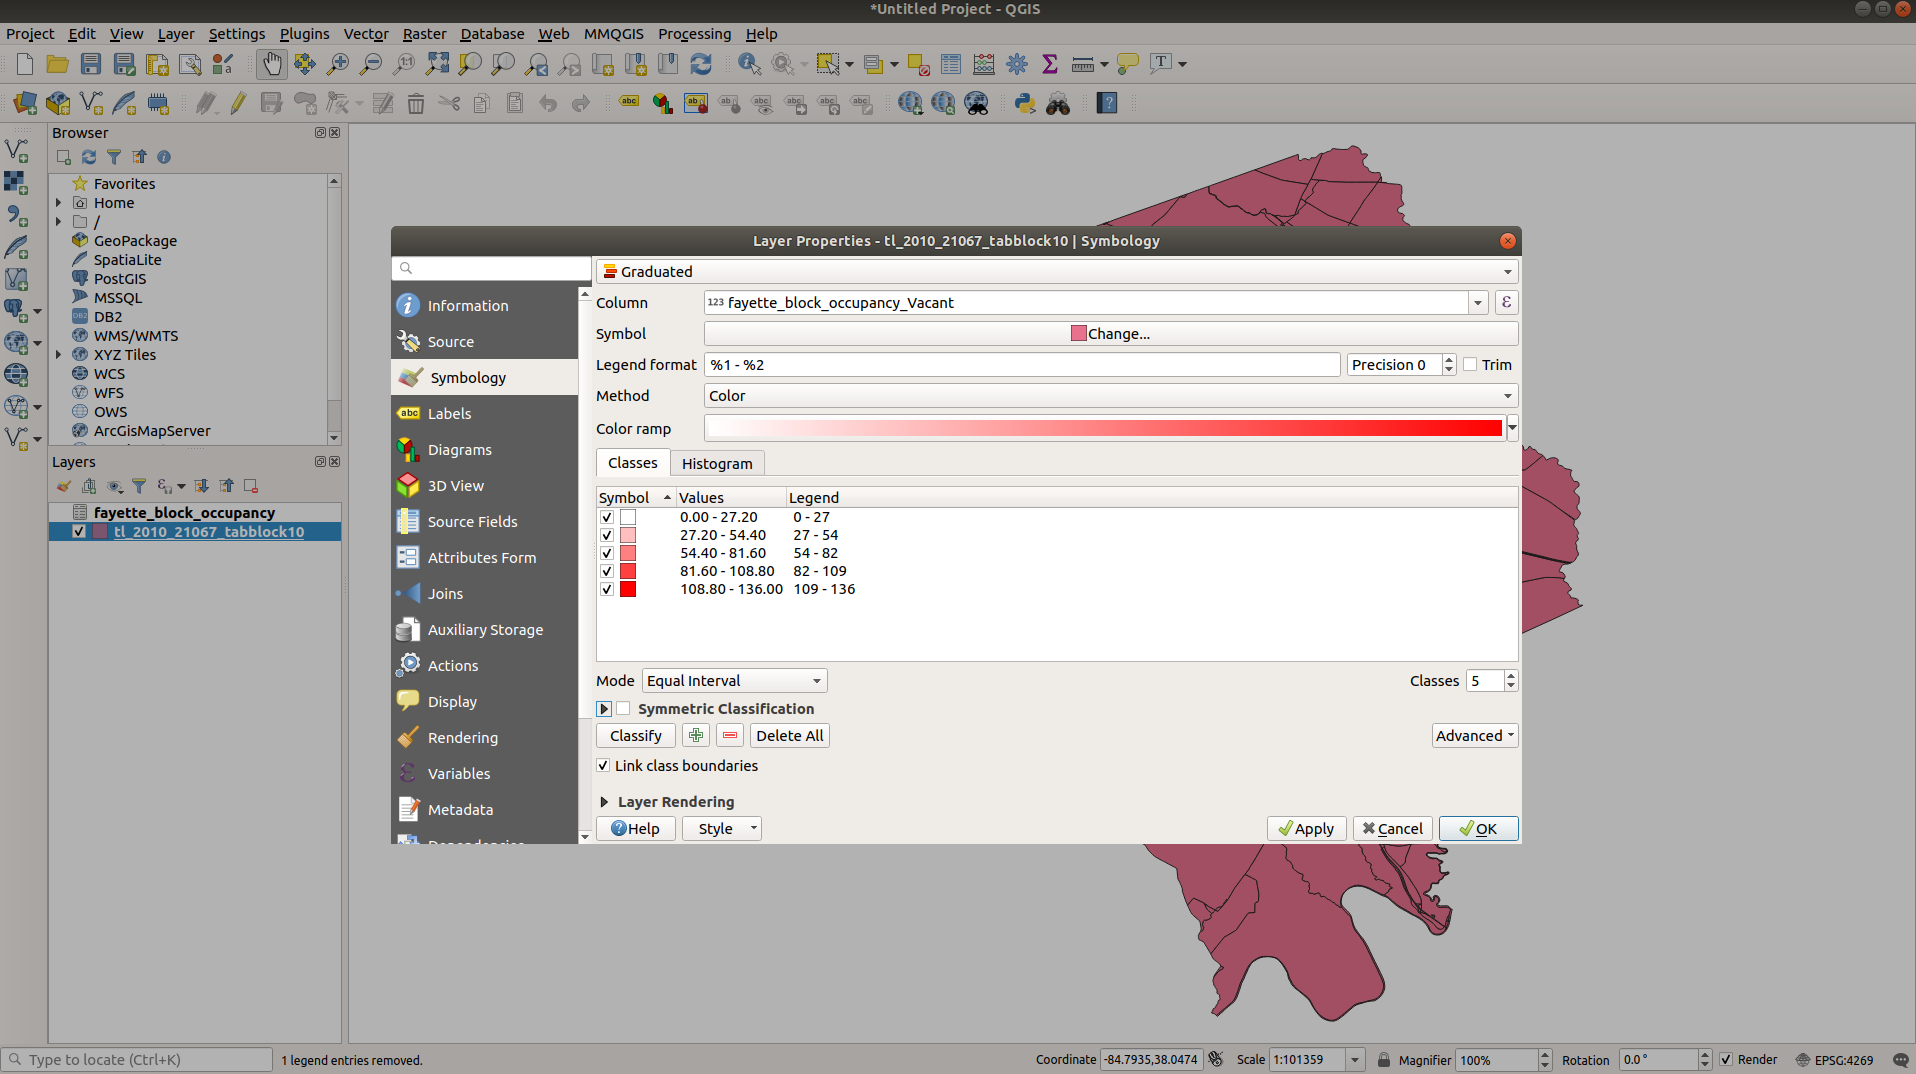 *Untitled Project - QGIS
Project Edit View Layer Settings Plugins Vector Raster Database Web MMQGIS Processing Help
Browser
Favorites
Home
/
GeoPackage
SpatiaLite
PostGIS
MSSQL
DB2
WMS/WMTS
XYZ Tiles
WCS
WFS
OWS
ArcGisMapServer
Layers
fayette_block_occupancy
tl_2010_21067_tabblock10
Layer Properties - tl_2010_21067_tabblock10 | Symbology
Information
Source
Symbology
Labels
Diagrams
3D View
Source Fields
Attributes Form
Joins
Auxiliary Storage
Actions
Display
Rendering
Variables
Metadata
Dependencies
Graduated
Column 123 fayette_block_occupancy_Vacant ε
Symbol Change...
Legend format %1 - %2 Precision 0 Trim
Method Color
Color ramp
Classes Histogram
Symbol Values Legend
0.00 - 27.20 0 - 27
27.20 - 54.40 27 - 54
54.40 - 81.60 54 - 82
81.60 - 108.80 82 - 109
108.80 - 136.00 109 - 136
Mode Equal Interval Classes 5
Symmetric Classification
Classify Delete All Advanced
Link class boundaries
Layer Rendering
Help Style Apply Cancel OK
Type to locate (Ctrl+K) 1 legend entries removed. Coordinate -84.7935,38.0474 Scale 1:101359 Magnifier 100% Rotation 0.0 ° Render EPSG:4269